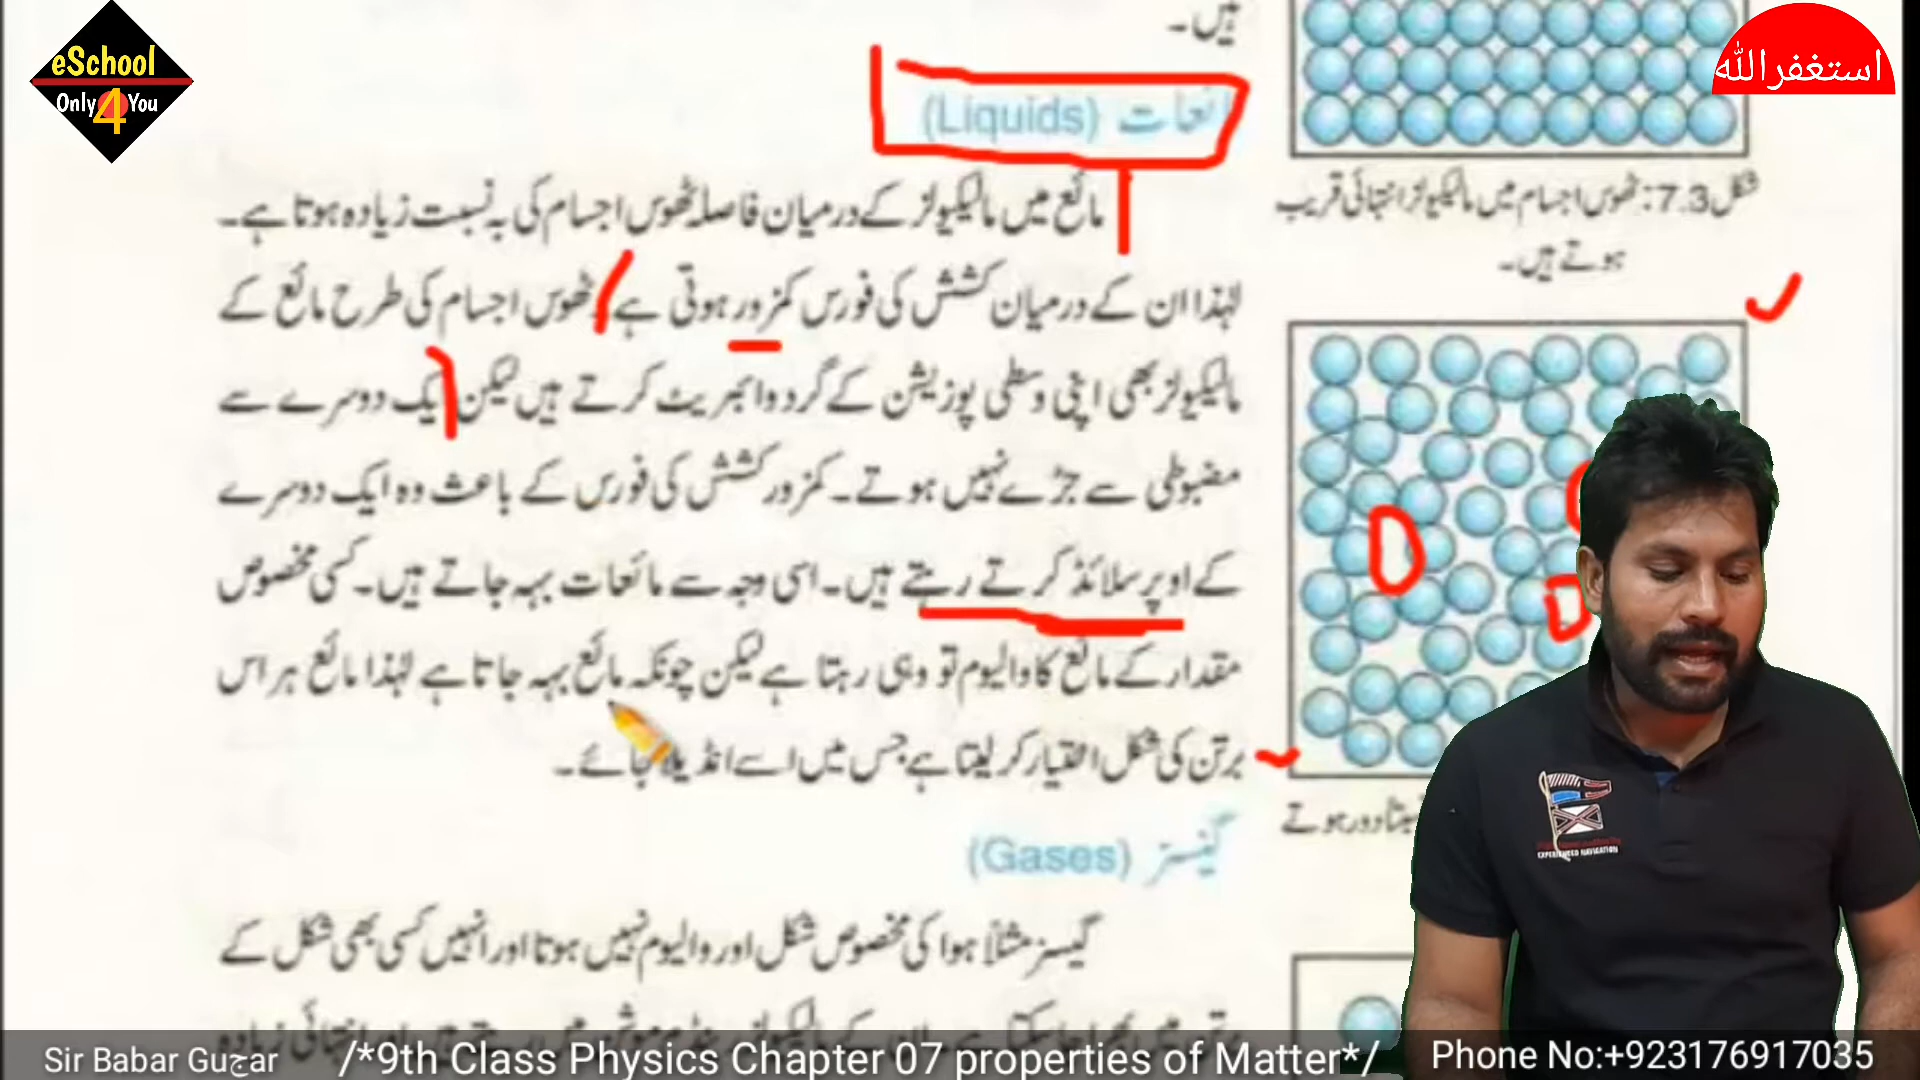 eSchool
Only 4 You
استغفراللہ
ہیں۔
مائعات (Liquids)
مائع میں مالیکیولز کے درمیان فاصلہ ٹھوس اجسام کی بہ نسبت زیادہ ہوتا ہے۔
لہٰذا ان کے درمیان کشش کی فورس کمزور ہوتی ہے۔ ٹھوس اجسام کی طرح مائع کے
مالیکیولز بھی اپنی وسطی پوزیشن کے گرد وائبریٹ کرتے ہیں لیکن ایک دوسرے سے
مضبوطی سے جڑے نہیں ہوتے۔ کمزور کشش کی فورس کے باعث وہ ایک دوسرے
کے اوپر سلائڈ کرتے رہتے ہیں۔ اسی وجہ سے مائعات بہہ جاتے ہیں۔ کسی مخصوص
مقدار کے مائع کا والیوم تو وہی رہتا ہے لیکن چونکہ مائع بہہ جاتا ہے لہٰذا مائع ہر اس
برتن کی شکل اختیار کر لیتا ہے جس میں اسے انڈیلا جائے۔
گیسز (Gases)
گیسز مثلاً ہوا کی مخصوص شکل اور والیوم نہیں ہوتا اور انہیں کسی بھی شکل کے
شکل 7.3: ٹھوس اجسام میں مالیکیولز انتہائی قریب
ہوتے ہیں۔
دور ہوتے
EXPERIENCED NAVIGATION
Sir Babar Guجar
/*9th Class Physics Chapter 07 properties of Matter*/
Phone No:+923176917035